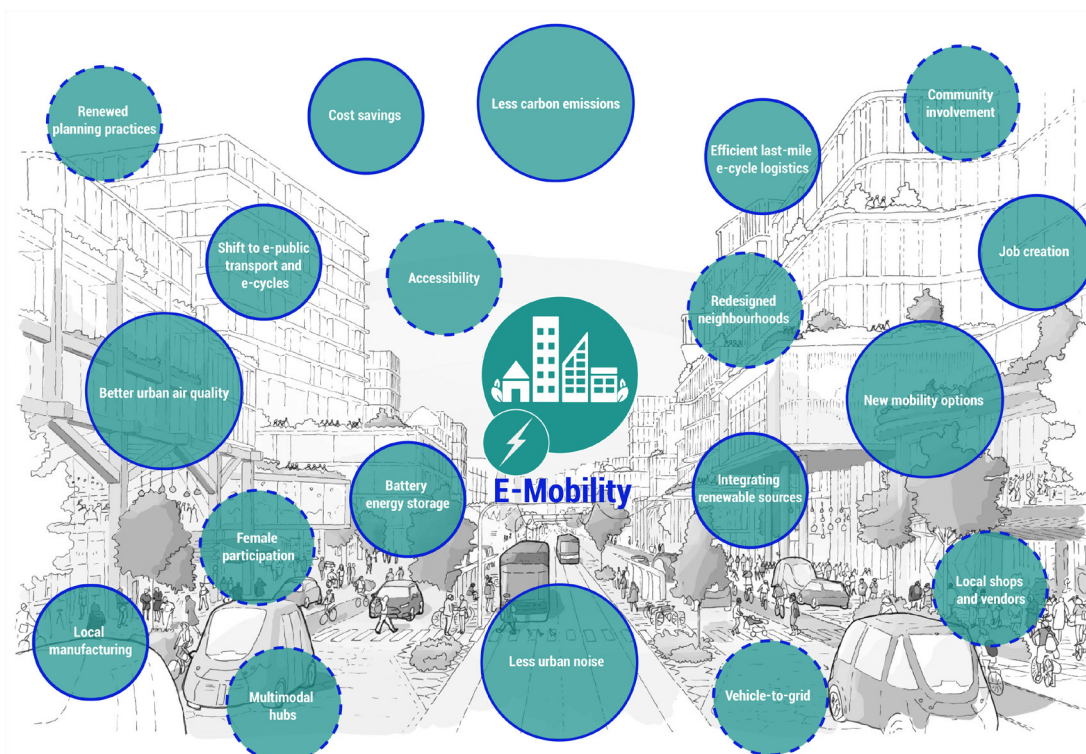 Less carbon emissions
Renewed
planning practices
Cost savings
Community
involvement
Efficient last-mile
e-cycle logistics
Shift to e-public
transport and
e-cycles
Accessibility
Job creation
Redesigned
neighbourhoods
Better urban air quality
New mobility options
E-Mobility
Battery
energy storage
Integrating
renewable sources
Female
participation
Local shops
and vendors
Local
manufacturing
Less urban noise
Multimodal
hubs
Vehicle-to-grid